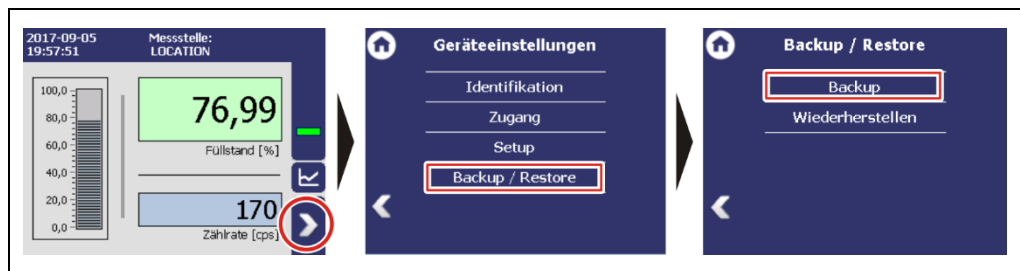 2017-09-05
19:57:51
Messstelle:
LOCATION
100,0
80,0
60,0
40,0
20,0
0,0
76,99
Füllstand [%]
170
Zählrate [cps]
Geräteeinstellungen
Identifikation
Zugang
Setup
Backup / Restore
Backup / Restore
Backup
Wiederherstellen